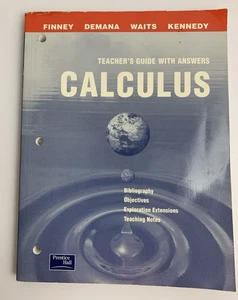 FINNEY DEMANA WAITS KENNEDY
TEACHER'S GUIDE WITH ANSWERS
CALCULUS
Bibliography
Objectives
Exploration Extensions
Teaching Notes
Prentice
Hall